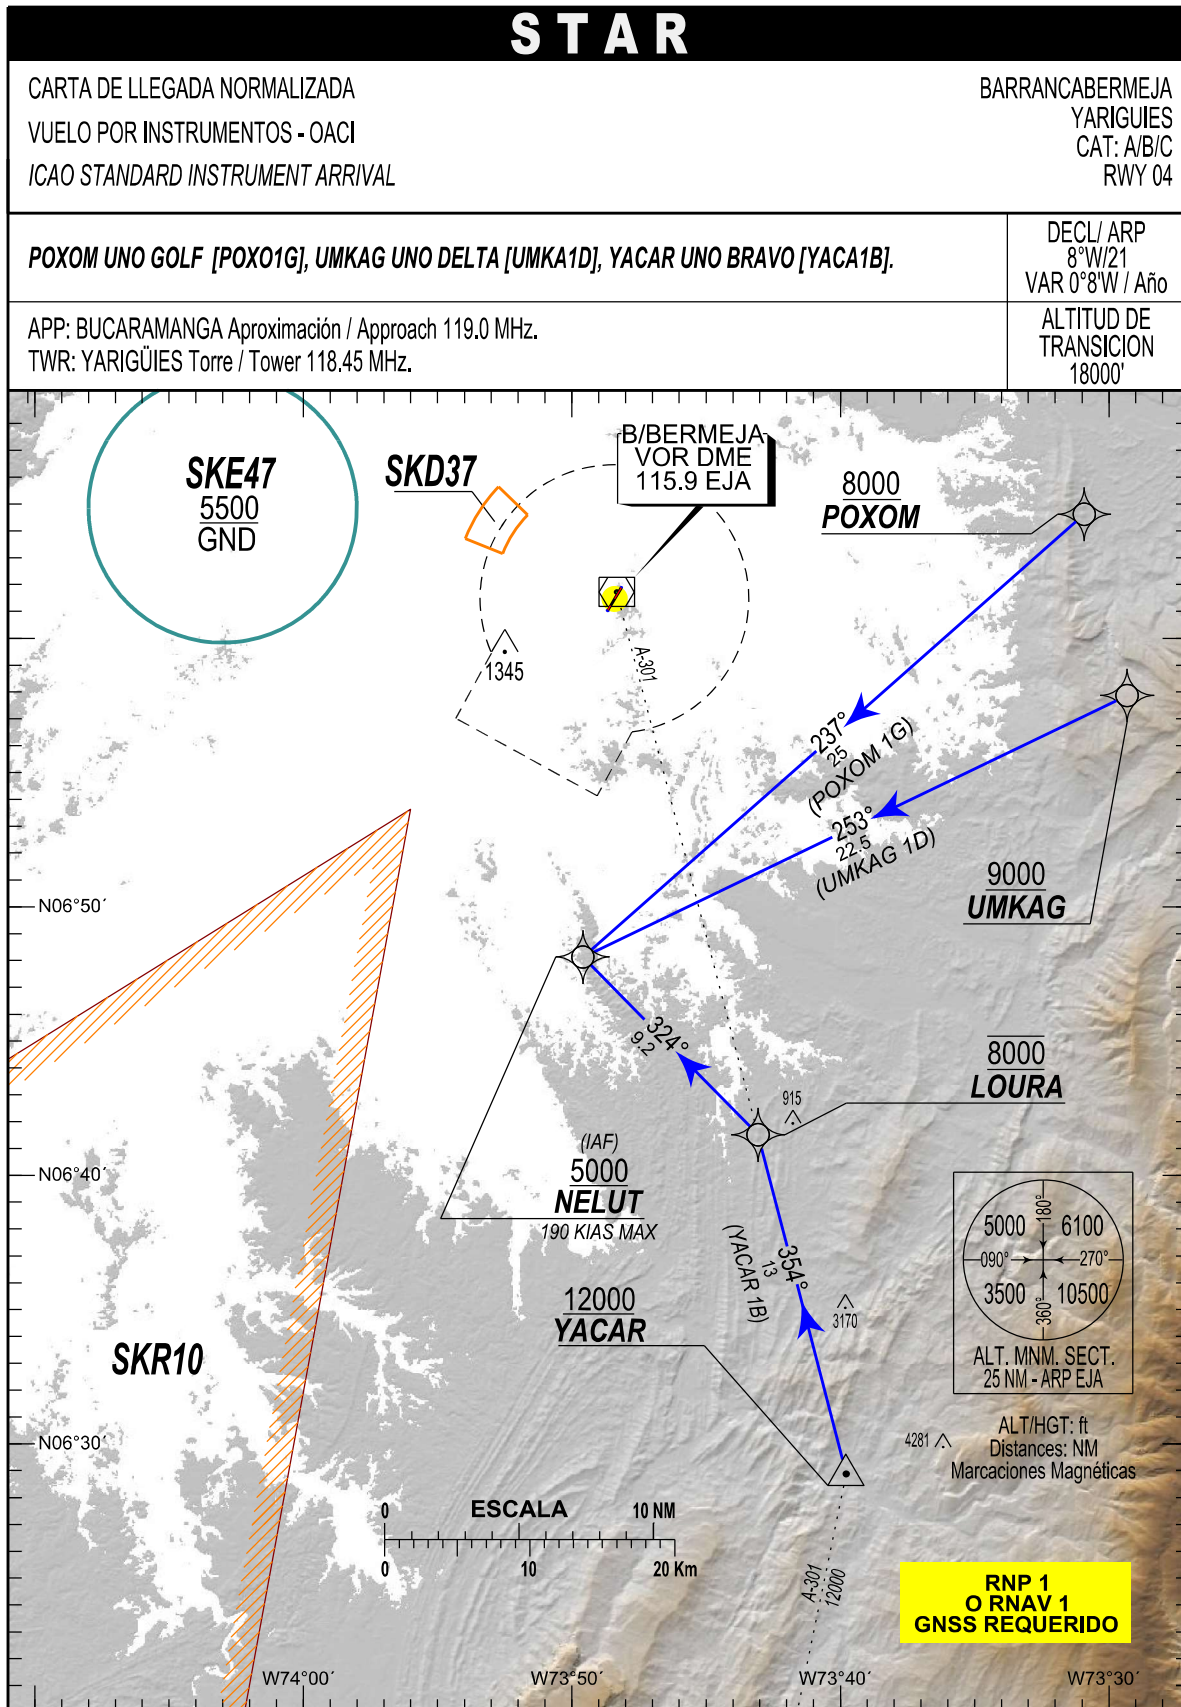 STAR
CARTA DE LLEGADA NORMALIZADA
VUELO POR INSTRUMENTOS - OACI
ICAO STANDARD INSTRUMENT ARRIVAL
BARRANCABERMEJA
YARIGUIES
CAT: A/B/C
RWY 04
POXOM UNO GOLF [POXO1G], UMKAG UNO DELTA [UMKA1D], YACAR UNO BRAVO [YACA1B].
DECL/ ARP
8°W/21
VAR 0°8'W / Año
APP: BUCARAMANGA Aproximación / Approach 119.0 MHz.
TWR: YARIGÜIES Torre / Tower 118.45 MHz.
ALTITUD DE
TRANSICION
18000'
SKE47
5500
GND
SKD37
B/BERMEJA
VOR DME
115.9 EJA
8000
POXOM
1345
A-301
237°
25
(POXOM 1G)
253°
22.5
(UMKAG 1D)
9000
UMKAG
N06°50´
324°
9.2
8000
LOURA
915
(IAF)
5000
NELUT
190 KIAS MAX
N06°40´
354°
13
(YACAR 1B)
12000
YACAR
3170
5000
6100
3500
10500
180°
090°
270°
360°
ALT. MNM. SECT.
25 NM - ARP EJA
SKR10
ALT/HGT: ft
Distances: NM
Marcaciones Magnéticas
4281
N06°30´
0
ESCALA
10 NM
0
10
20 Km
A-301
12000
RNP 1
O RNAV 1
GNSS REQUERIDO
W74°00´
W73°50´
W73°40´
W73°30´